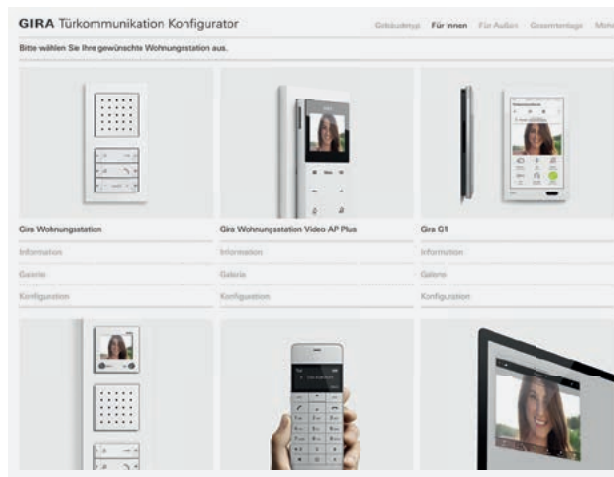 GIRA Türkommunikation Konfigurator
Gebäudetyp Für Innen Für Außen Gesamtanlage
Bitte wählen Sie Ihre gewünschte Wohnungsstation aus.
Gira Wohnungsstation
Gira Wohnungsstation Video AP Plus
Gira G1
Information
Information
Information
Galerie
Galerie
Galerie
Konfiguration
Konfiguration
Konfiguration